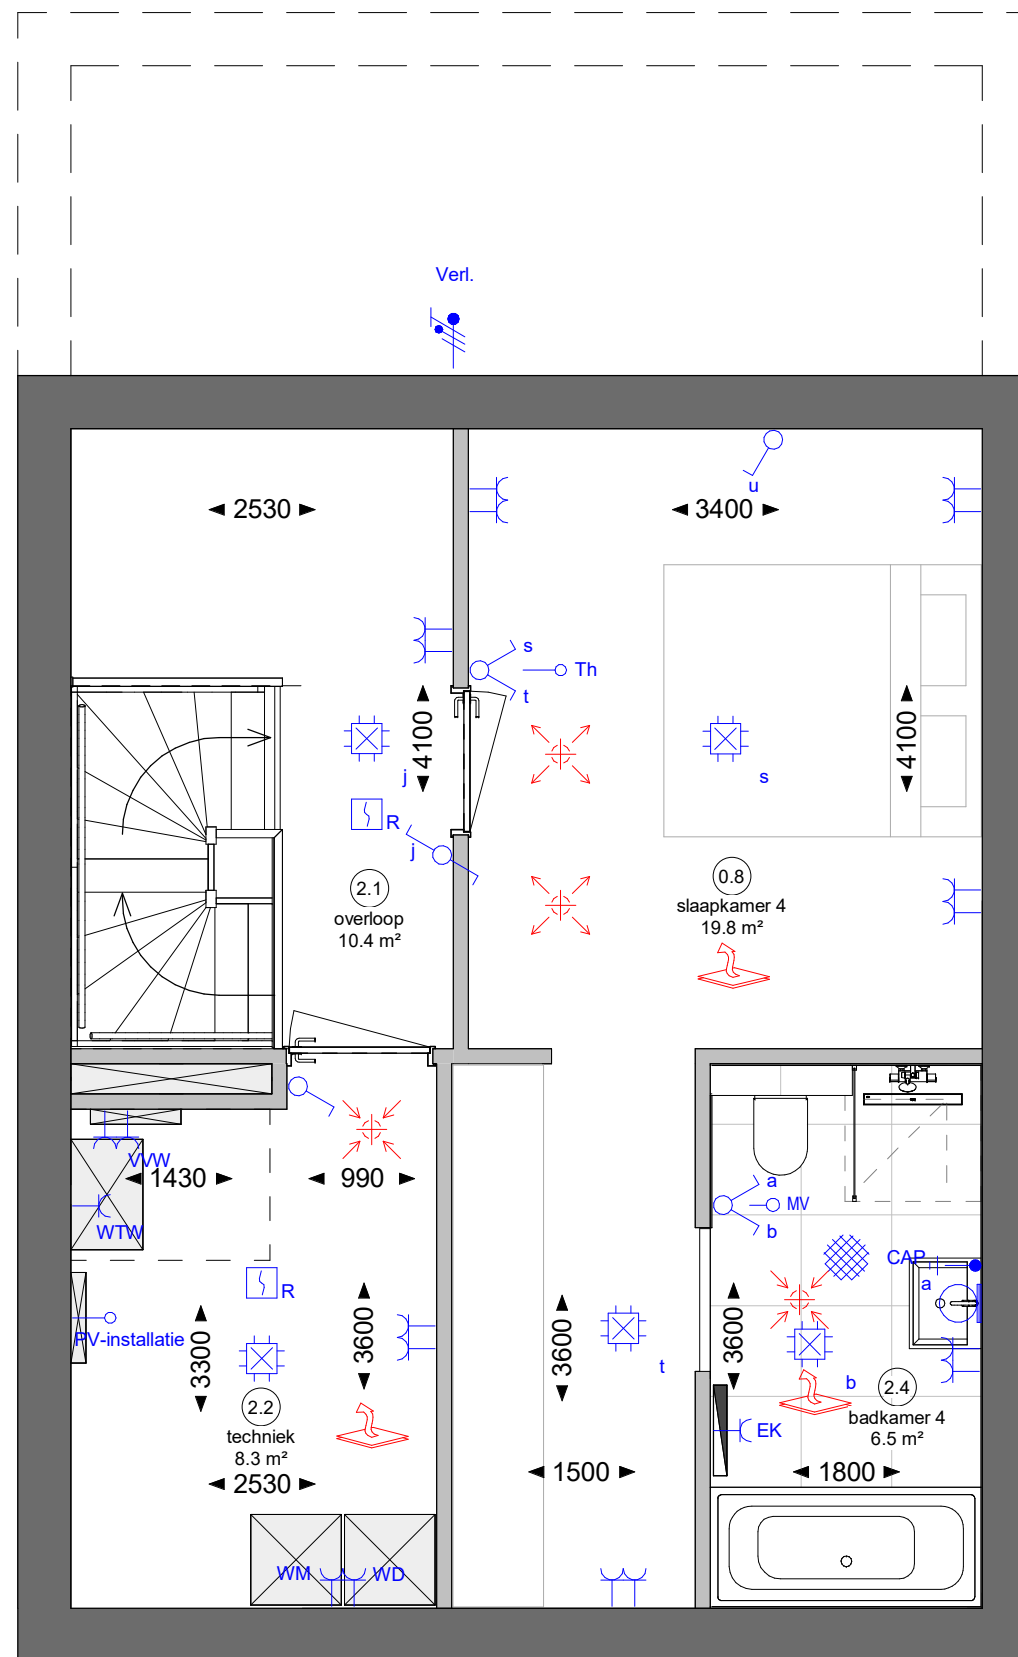 Verl.
u
2530
3400
s
Th
t
4100
4100
j
s
R
j
2.1
overloop
10.4 m²
0.8
slaapkamer 4
19.8 m²
VVW
1430
990
a
MV
b
WTW
CAP
a
R
PV-installatie
3300
3600
3600
t
3600
b
2.2
techniek
8.3 m²
2530
2.4
badkamer 4
6.5 m²
EK
1500
1800
WM
WD